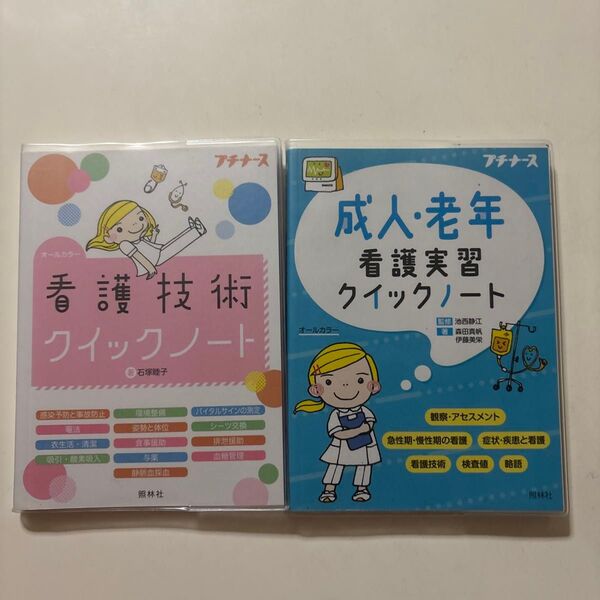 プチナース
オールカラー
看護技術
クイックノート
著 石塚睦子
感染予防と事故防止
環境整備
バイタルサインの測定
罨法
姿勢と体位
シーツ交換
衣生活・清潔
食事援助
排泄援助
吸引・酸素吸入
与薬
血糖管理
静脈血採血
照林社
プチナース
成人・老年
看護実習
クイックノート
オールカラー
監修 池西静江
著 森田真帆
伊藤美栄
観察・アセスメント
急性期・慢性期の看護
症状・疾患と看護
看護技術
検査値
略語
照林社